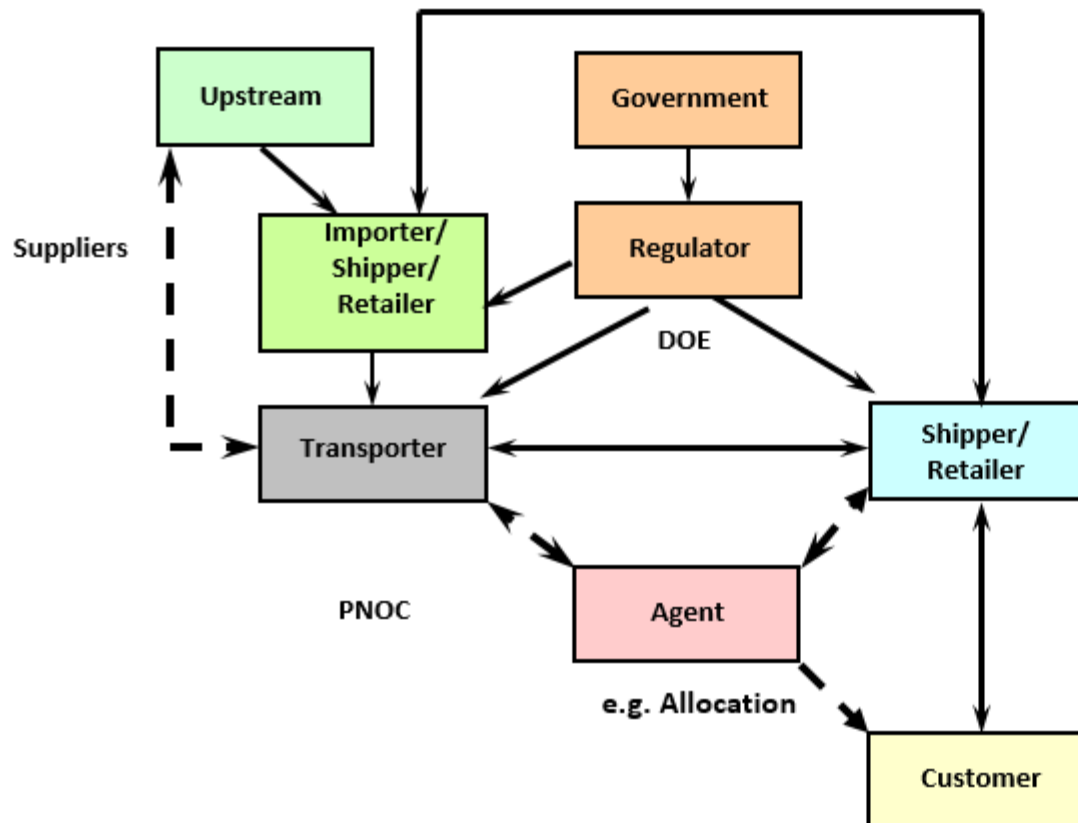 Upstream
Government
Suppliers
Importer/
Shipper/
Retailer
Regulator
DOE
Transporter
Shipper/
Retailer
PNOC
Agent
e.g. Allocation
Customer